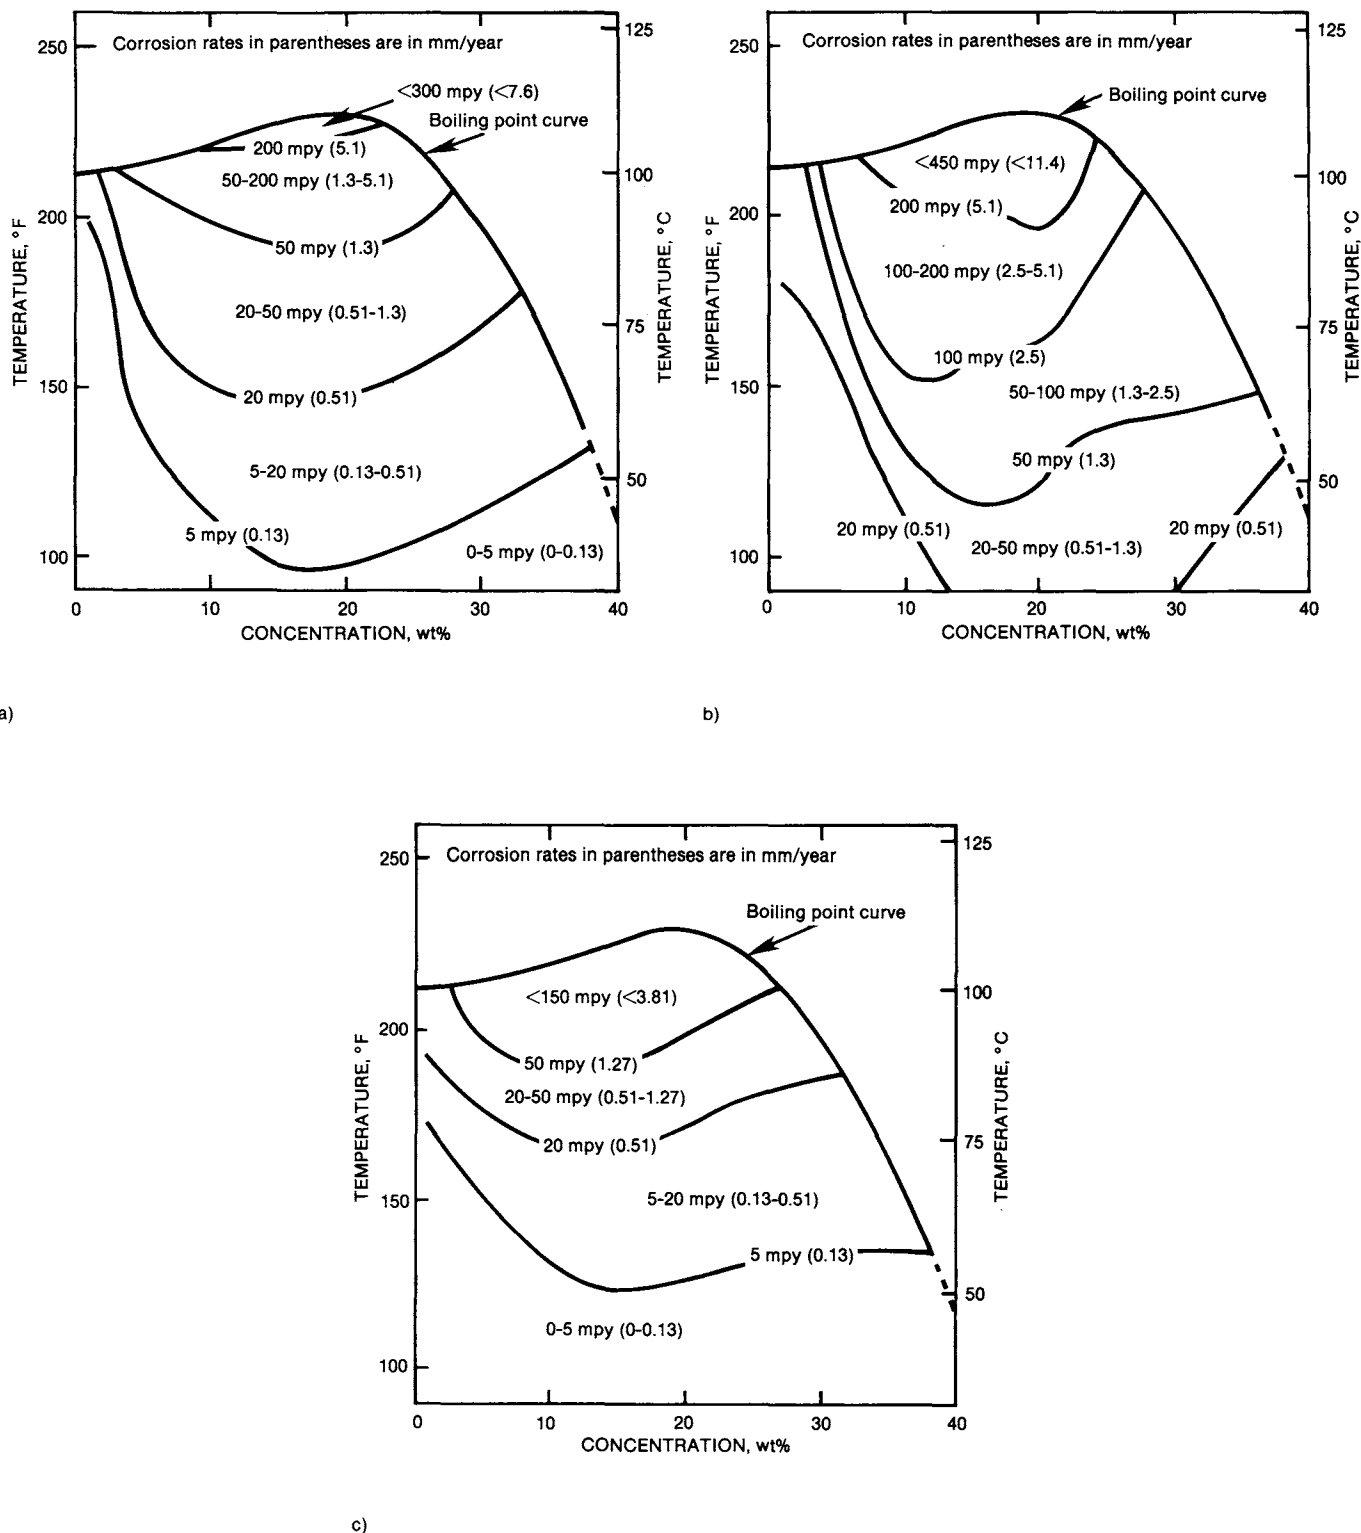 Corrosion rates in parentheses are in mm/year
<300 mpy (<7.6)
Boiling point curve
200 mpy (5.1)
50-200 mpy (1.3-5.1)
50 mpy (1.3)
20-50 mpy (0.51-1.3)
20 mpy (0.51)
5-20 mpy (0.13-0.51)
5 mpy (0.13)
0-5 mpy (0-0.13)
250
200
150
100
TEMPERATURE, °F
125
100
75
50
TEMPERATURE, °C
0 10 20 30 40
CONCENTRATION, wt%
a)
Corrosion rates in parentheses are in mm/year
Boiling point curve
<450 mpy (<11.4)
200 mpy (5.1)
100-200 mpy (2.5-5.1)
100 mpy (2.5)
50-100 mpy (1.3-2.5)
50 mpy (1.3)
20 mpy (0.51)
20 mpy (0.51)
20-50 mpy (0.51-1.3)
250
200
150
100
TEMPERATURE, °F
125
100
75
50
TEMPERATURE, °C
0 10 20 30 40
CONCENTRATION, wt%
b)
Corrosion rates in parentheses are in mm/year
Boiling point curve
<150 mpy (<3.81)
50 mpy (1.27)
20-50 mpy (0.51-1.27)
20 mpy (0.51)
5-20 mpy (0.13-0.51)
5 mpy (0.13)
0-5 mpy (0-0.13)
250
200
150
100
TEMPERATURE, °F
125
100
75
50
TEMPERATURE, °C
0 10 20 30 40
CONCENTRATION, wt%
c)